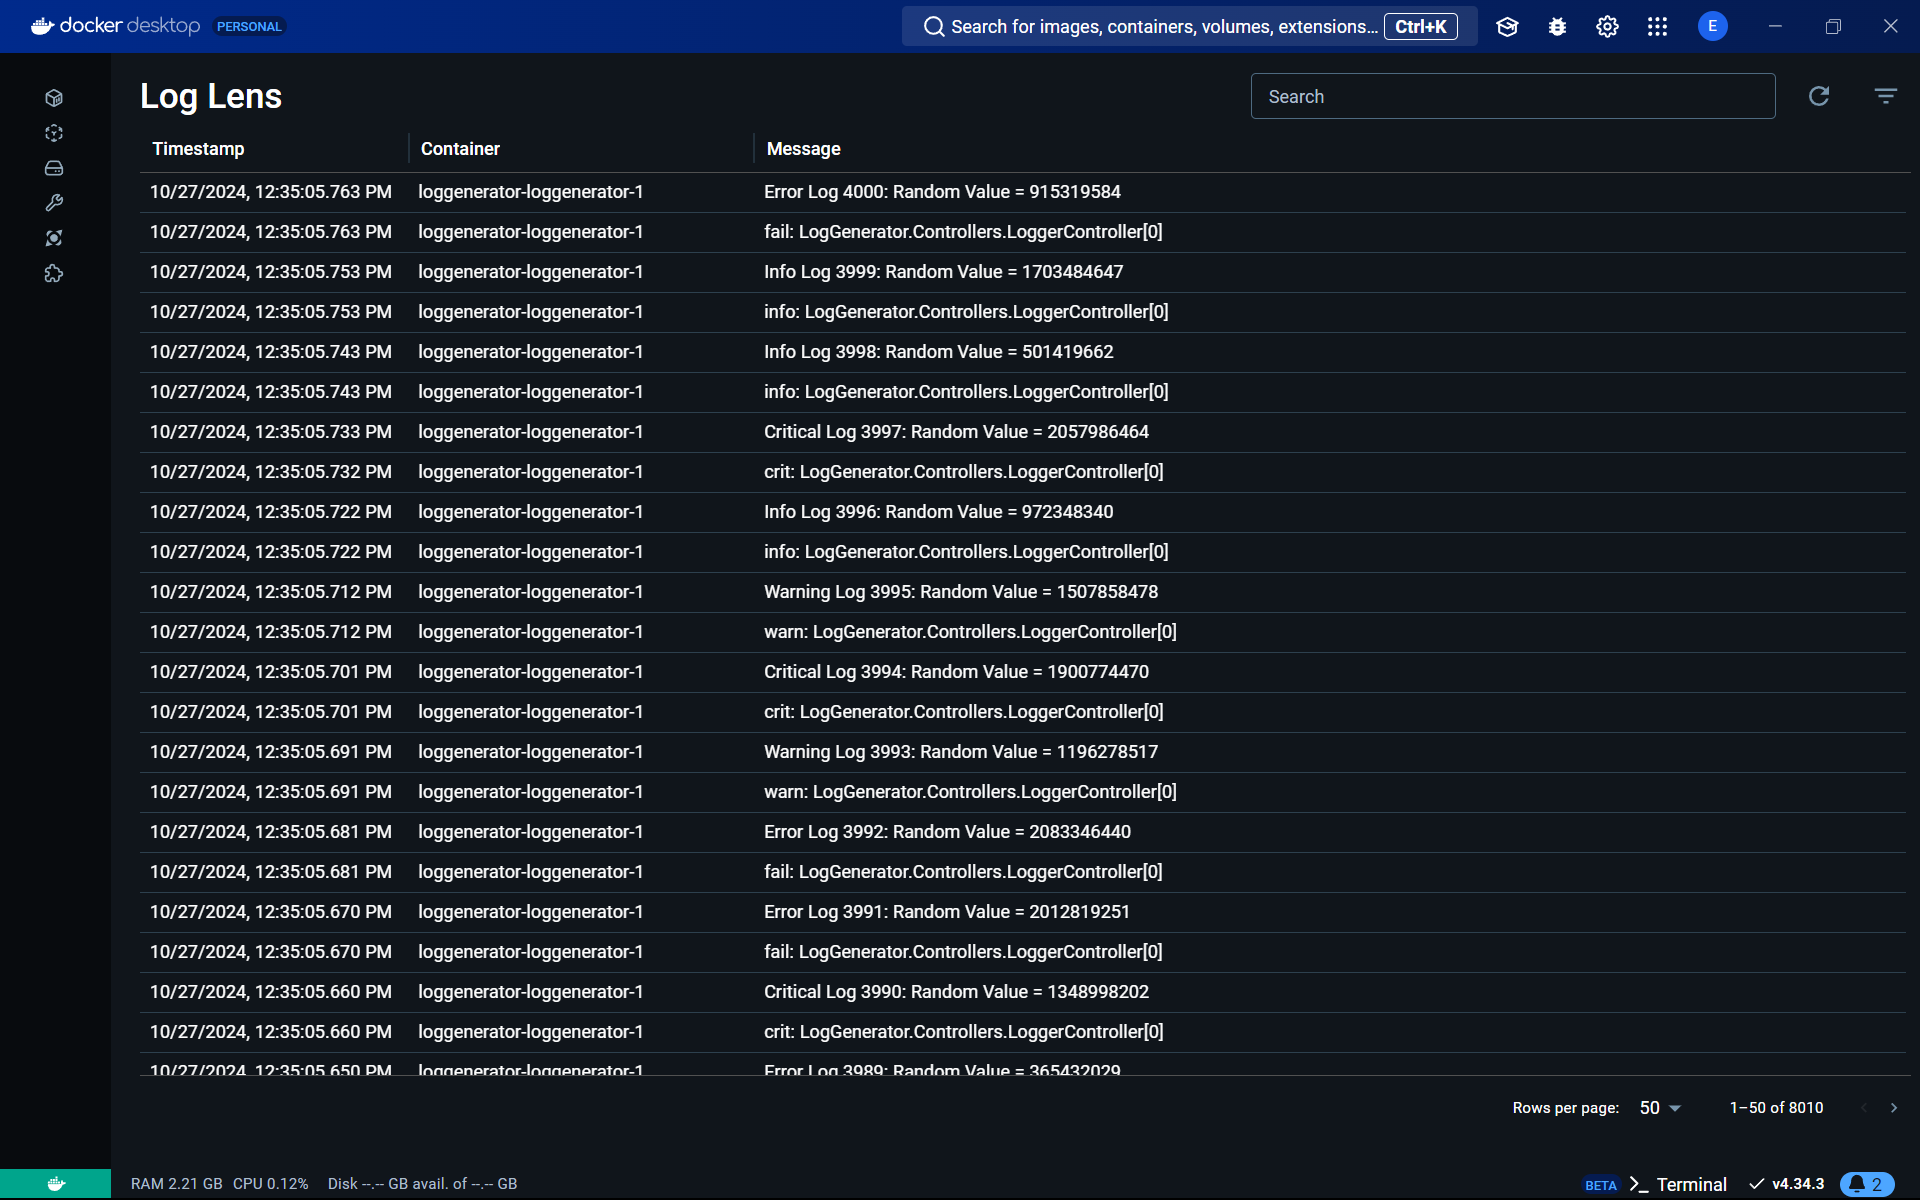 docker desktop PERSONAL Search for images, containers, volumes, extensions... Ctrl+K E
Log Lens Search
Timestamp Container Message
10/27/2024, 12:35:05.763 PM loggenerator-loggenerator-1 Error Log 4000: Random Value = 915319584
10/27/2024, 12:35:05.763 PM loggenerator-loggenerator-1 fail: LogGenerator.Controllers.LoggerController[0]
10/27/2024, 12:35:05.753 PM loggenerator-loggenerator-1 Info Log 3999: Random Value = 1703484647
10/27/2024, 12:35:05.753 PM loggenerator-loggenerator-1 info: LogGenerator.Controllers.LoggerController[0]
10/27/2024, 12:35:05.743 PM loggenerator-loggenerator-1 Info Log 3998: Random Value = 501419662
10/27/2024, 12:35:05.743 PM loggenerator-loggenerator-1 info: LogGenerator.Controllers.LoggerController[0]
10/27/2024, 12:35:05.733 PM loggenerator-loggenerator-1 Critical Log 3997: Random Value = 2057986464
10/27/2024, 12:35:05.732 PM loggenerator-loggenerator-1 crit: LogGenerator.Controllers.LoggerController[0]
10/27/2024, 12:35:05.722 PM loggenerator-loggenerator-1 Info Log 3996: Random Value = 972348340
10/27/2024, 12:35:05.722 PM loggenerator-loggenerator-1 info: LogGenerator.Controllers.LoggerController[0]
10/27/2024, 12:35:05.712 PM loggenerator-loggenerator-1 Warning Log 3995: Random Value = 1507858478
10/27/2024, 12:35:05.712 PM loggenerator-loggenerator-1 warn: LogGenerator.Controllers.LoggerController[0]
10/27/2024, 12:35:05.701 PM loggenerator-loggenerator-1 Critical Log 3994: Random Value = 1900774470
10/27/2024, 12:35:05.701 PM loggenerator-loggenerator-1 crit: LogGenerator.Controllers.LoggerController[0]
10/27/2024, 12:35:05.691 PM loggenerator-loggenerator-1 Warning Log 3993: Random Value = 1196278517
10/27/2024, 12:35:05.691 PM loggenerator-loggenerator-1 warn: LogGenerator.Controllers.LoggerController[0]
10/27/2024, 12:35:05.681 PM loggenerator-loggenerator-1 Error Log 3992: Random Value = 2083346440
10/27/2024, 12:35:05.681 PM loggenerator-loggenerator-1 fail: LogGenerator.Controllers.LoggerController[0]
10/27/2024, 12:35:05.670 PM loggenerator-loggenerator-1 Error Log 3991: Random Value = 2012819251
10/27/2024, 12:35:05.670 PM loggenerator-loggenerator-1 fail: LogGenerator.Controllers.LoggerController[0]
10/27/2024, 12:35:05.660 PM loggenerator-loggenerator-1 Critical Log 3990: Random Value = 1348998202
10/27/2024, 12:35:05.660 PM loggenerator-loggenerator-1 crit: LogGenerator.Controllers.LoggerController[0]
10/27/2024, 12:35:05.650 PM loggenerator-loggenerator-1 Error Log 3989: Random Value = 365432029
Rows per page: 50 1–50 of 8010
RAM 2.21 GB CPU 0.12% Disk --.-- GB avail. of --.-- GB BETA Terminal v4.34.3 2